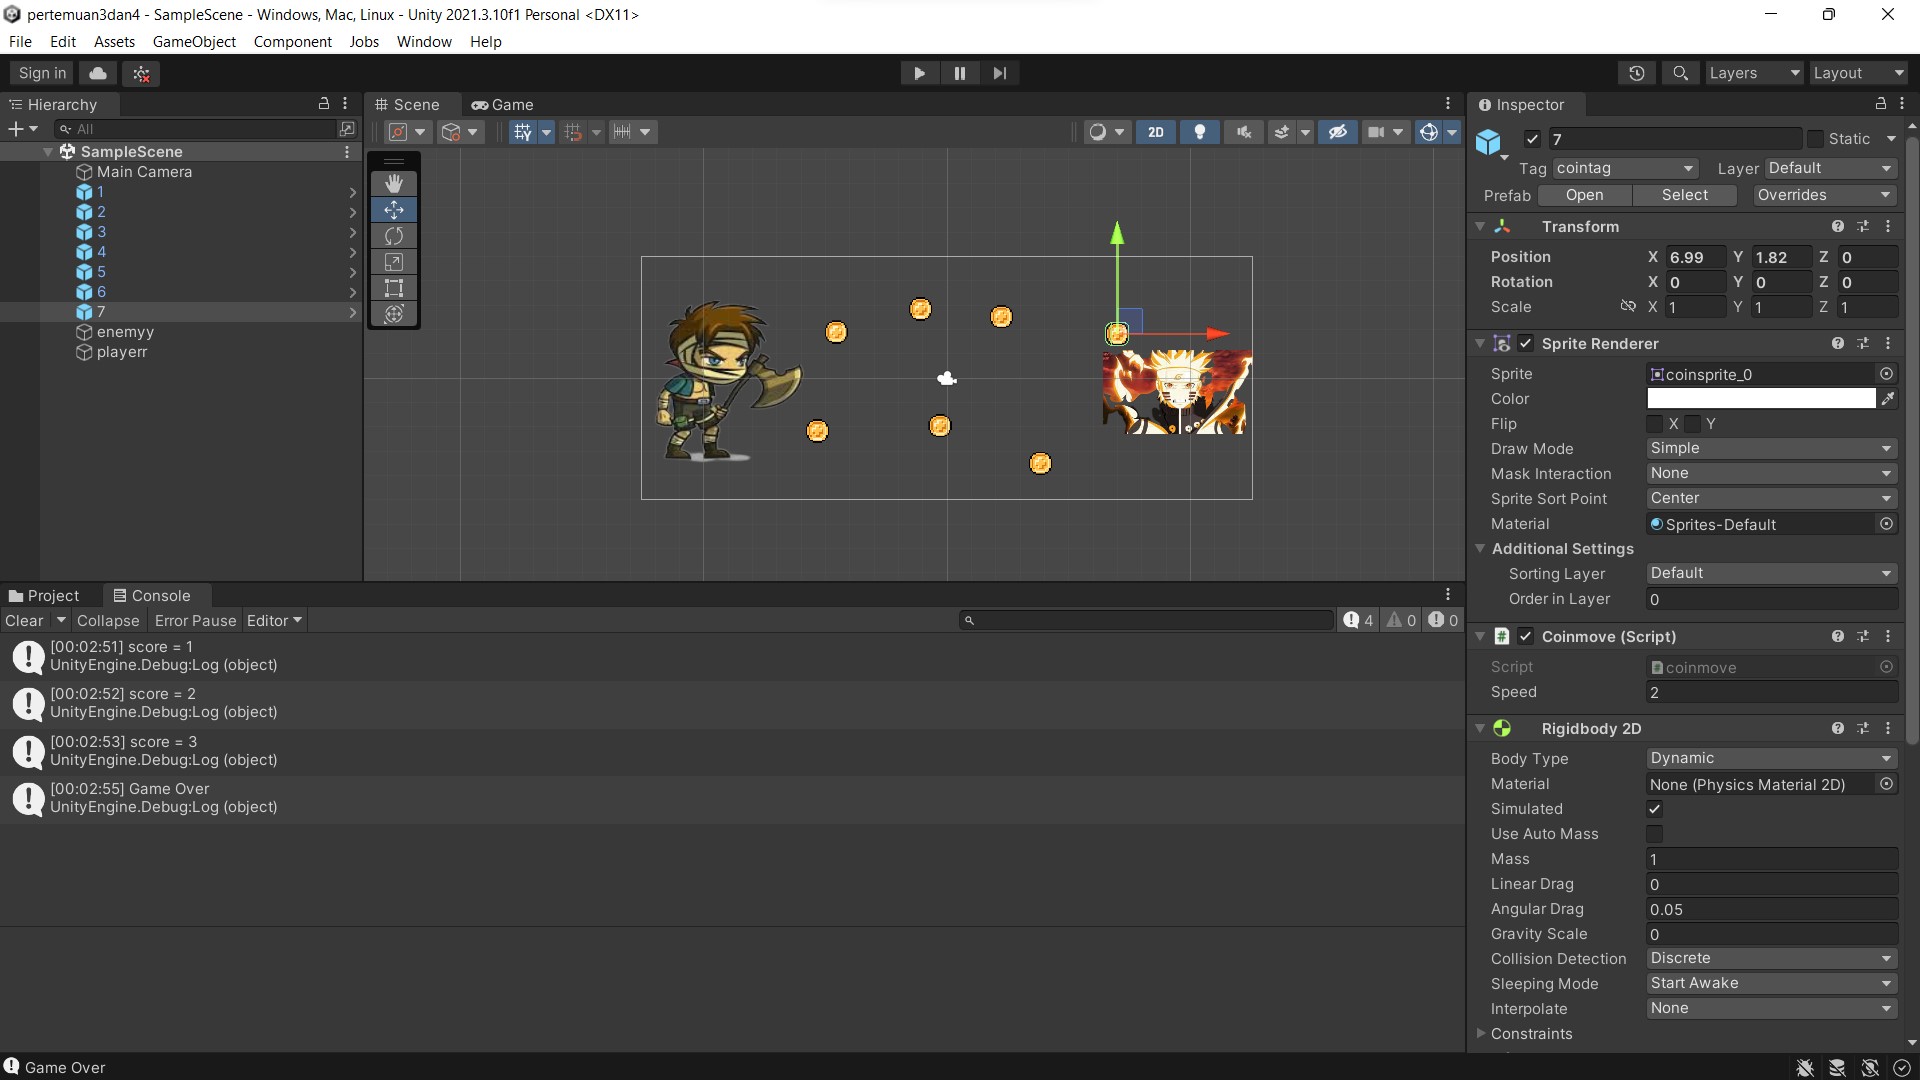 pertemuan3dan4 - SampleScene - Windows, Mac, Linux - Unity 2021.3.10f1 Personal <DX11>
File Edit Assets GameObject Component Jobs Window Help
Sign in
Layers
Layout
Hierarchy
All
SampleScene
Main Camera
1
2
3
4
5
6
7
enemyy
playerr
Scene
Game
2D
Inspector
7
Static
Tag cointag
Layer Default
Prefab Open Select Overrides
Transform
Position X 6.99 Y 1.82 Z 0
Rotation X 0 Y 0 Z 0
Scale X 1 Y 1 Z 1
Sprite Renderer
Sprite coinsprite_0
Color
Flip X Y
Draw Mode Simple
Mask Interaction None
Sprite Sort Point Center
Material Sprites-Default
Additional Settings
Sorting Layer Default
Order in Layer 0
Coinmove (Script)
Script coinmove
Speed 2
Rigidbody 2D
Body Type Dynamic
Material None (Physics Material 2D)
Simulated
Use Auto Mass
Mass 1
Linear Drag 0
Angular Drag 0.05
Gravity Scale 0
Collision Detection Discrete
Sleeping Mode Start Awake
Interpolate None
Constraints
Project
Console
Clear Collapse Error Pause Editor
4 0 0
[00:02:51] score = 1
UnityEngine.Debug:Log (object)
[00:02:52] score = 2
UnityEngine.Debug:Log (object)
[00:02:53] score = 3
UnityEngine.Debug:Log (object)
[00:02:55] Game Over
UnityEngine.Debug:Log (object)
Game Over